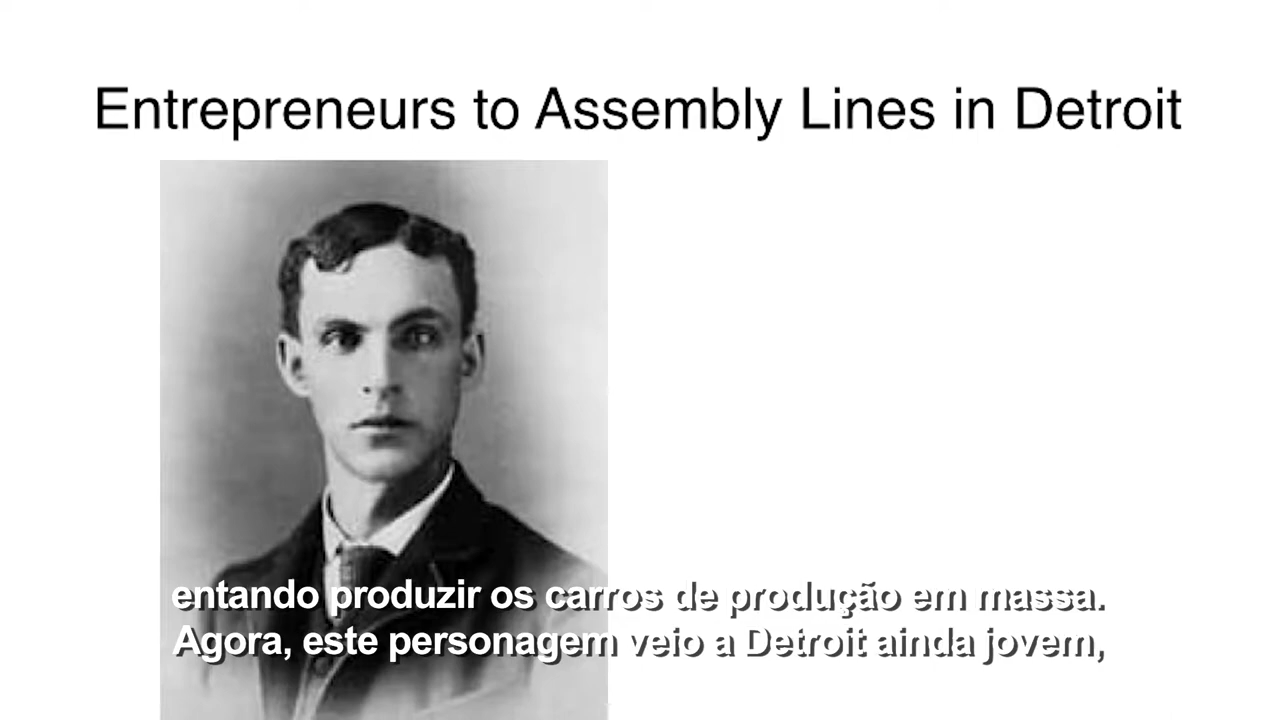 Entrepreneurs to Assembly Lines in Detroit
entando produzir os carros de produção em massa.
Agora, este personagem veio a Detroit ainda jovem,